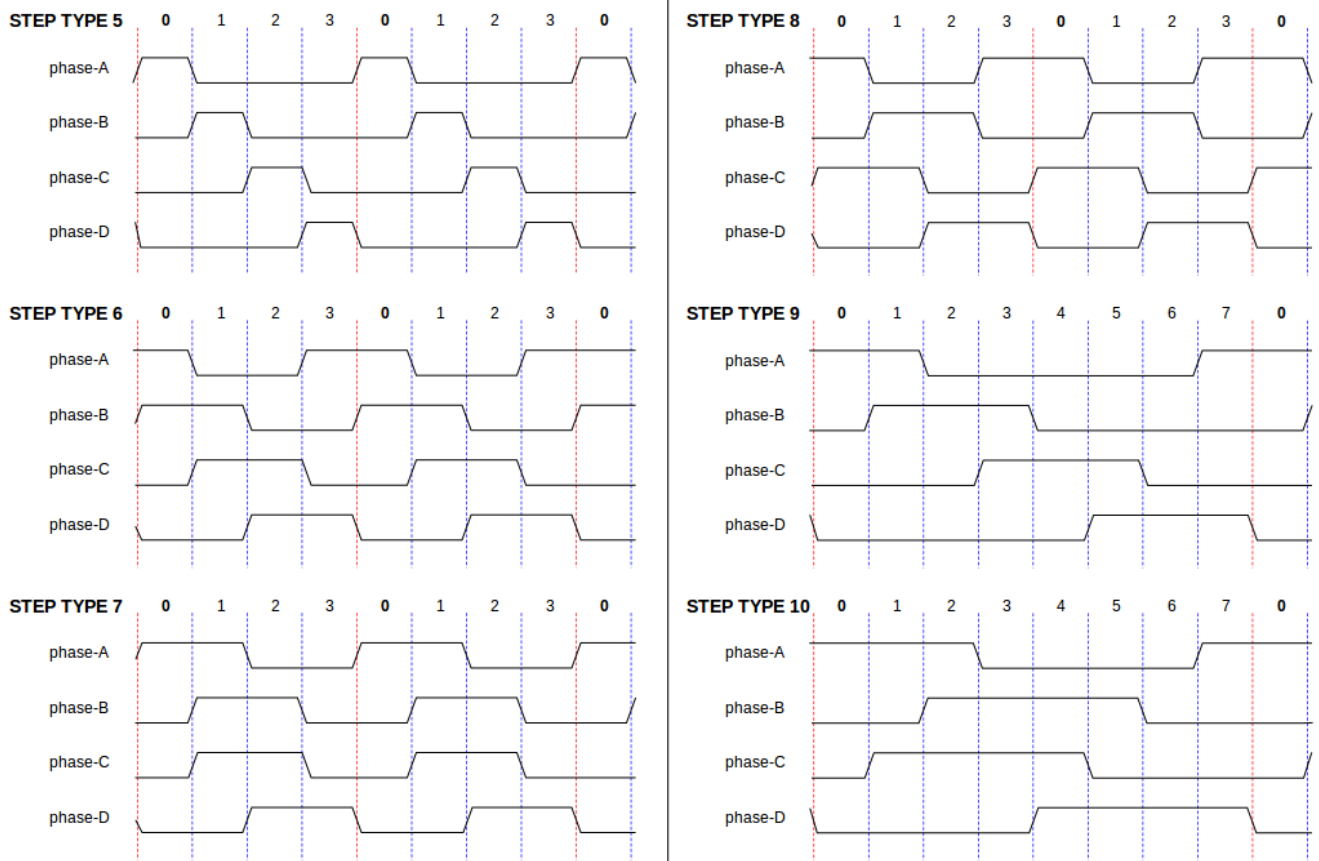 STEP TYPE 5 0 1 2 3 0 1 2 3 0
phase-A
phase-B
phase-C
phase-D
STEP TYPE 6 0 1 2 3 0 1 2 3 0
phase-A
phase-B
phase-C
phase-D
STEP TYPE 7 0 1 2 3 0 1 2 3 0
phase-A
phase-B
phase-C
phase-D
STEP TYPE 8 0 1 2 3 0 1 2 3 0
phase-A
phase-B
phase-C
phase-D
STEP TYPE 9 0 1 2 3 4 5 6 7 0
phase-A
phase-B
phase-C
phase-D
STEP TYPE 10 0 1 2 3 4 5 6 7 0
phase-A
phase-B
phase-C
phase-D